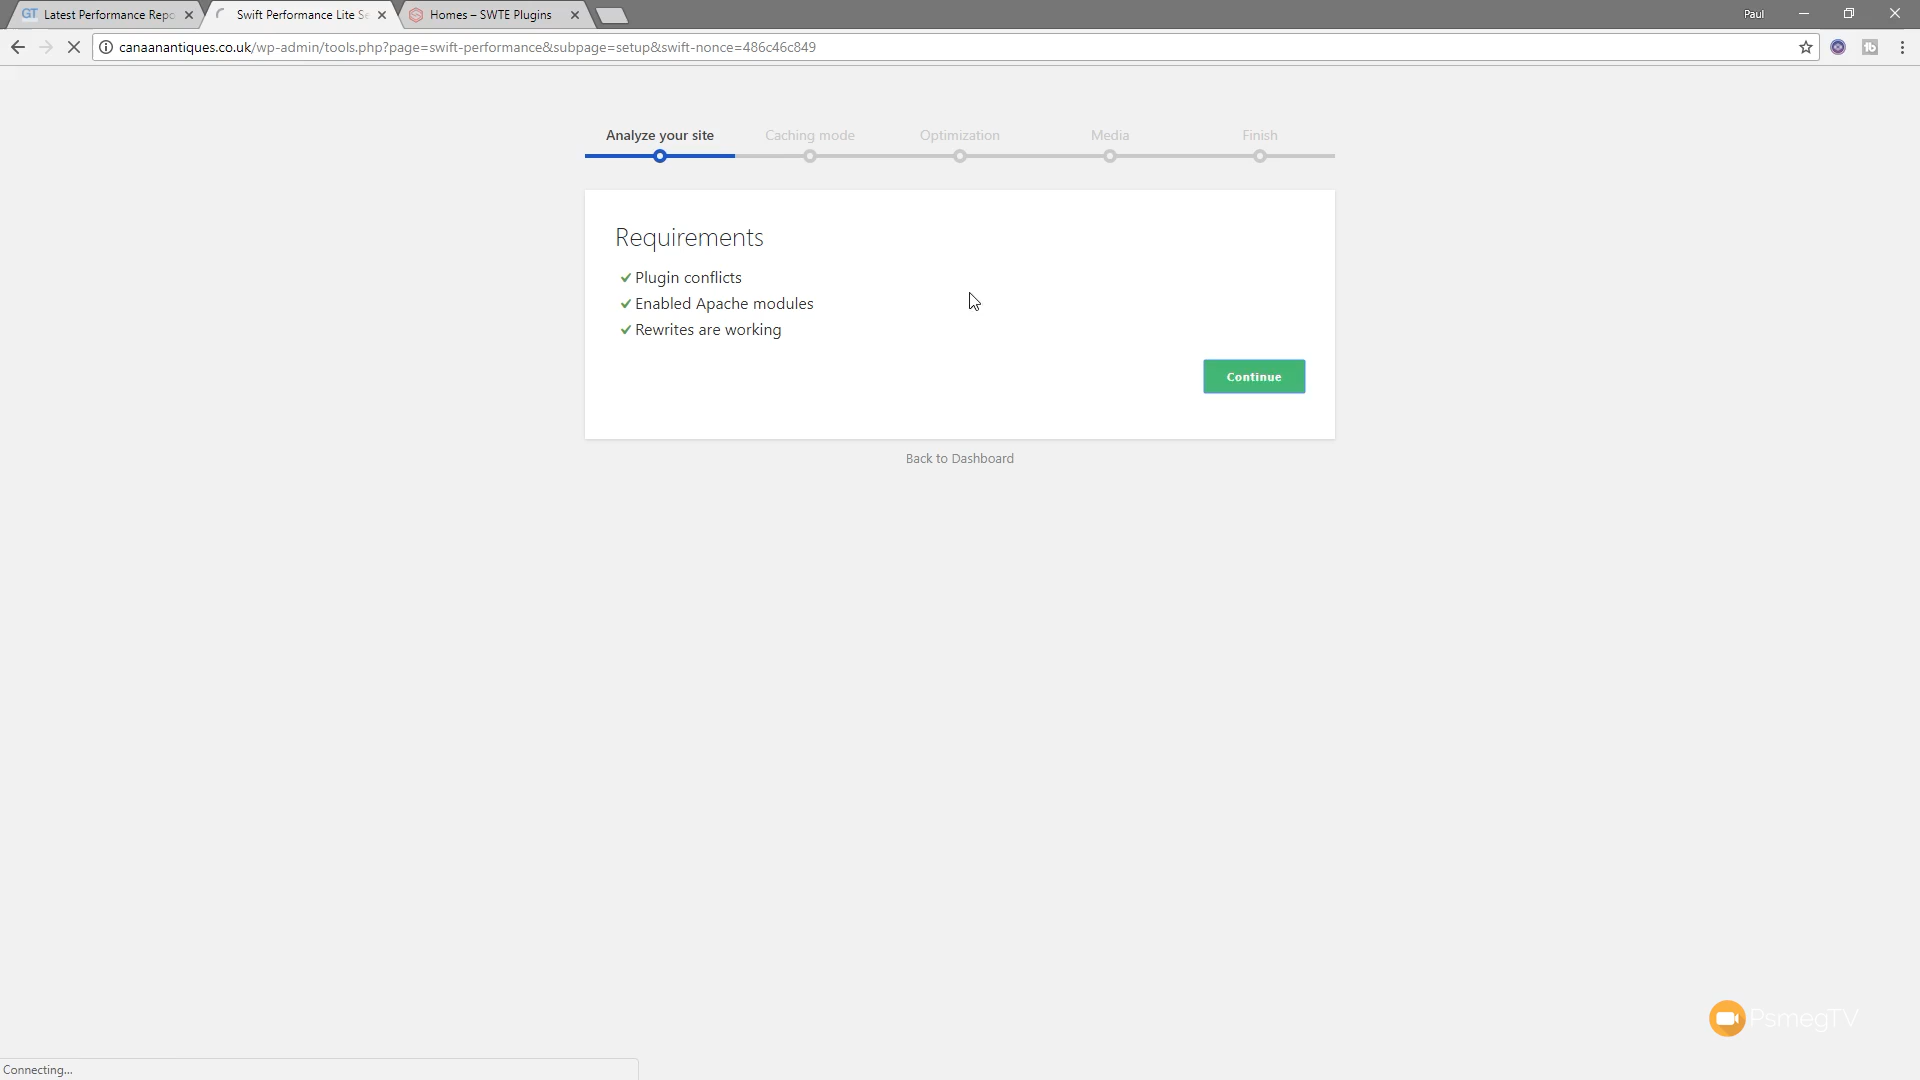 GT Latest Performance Repo
Swift Performance Lite Se
Homes – SWTE Plugins
Paul
canaanantiques.co.uk/wp-admin/tools.php?page=swift-performance&subpage=setup&swift-nonce=486c46c849
tb
Analyze your site
Caching mode
Optimization
Media
Finish
Requirements
Plugin conflicts
Enabled Apache modules
Rewrites are working
Continue
Back to Dashboard
PsmegTV
Connecting...